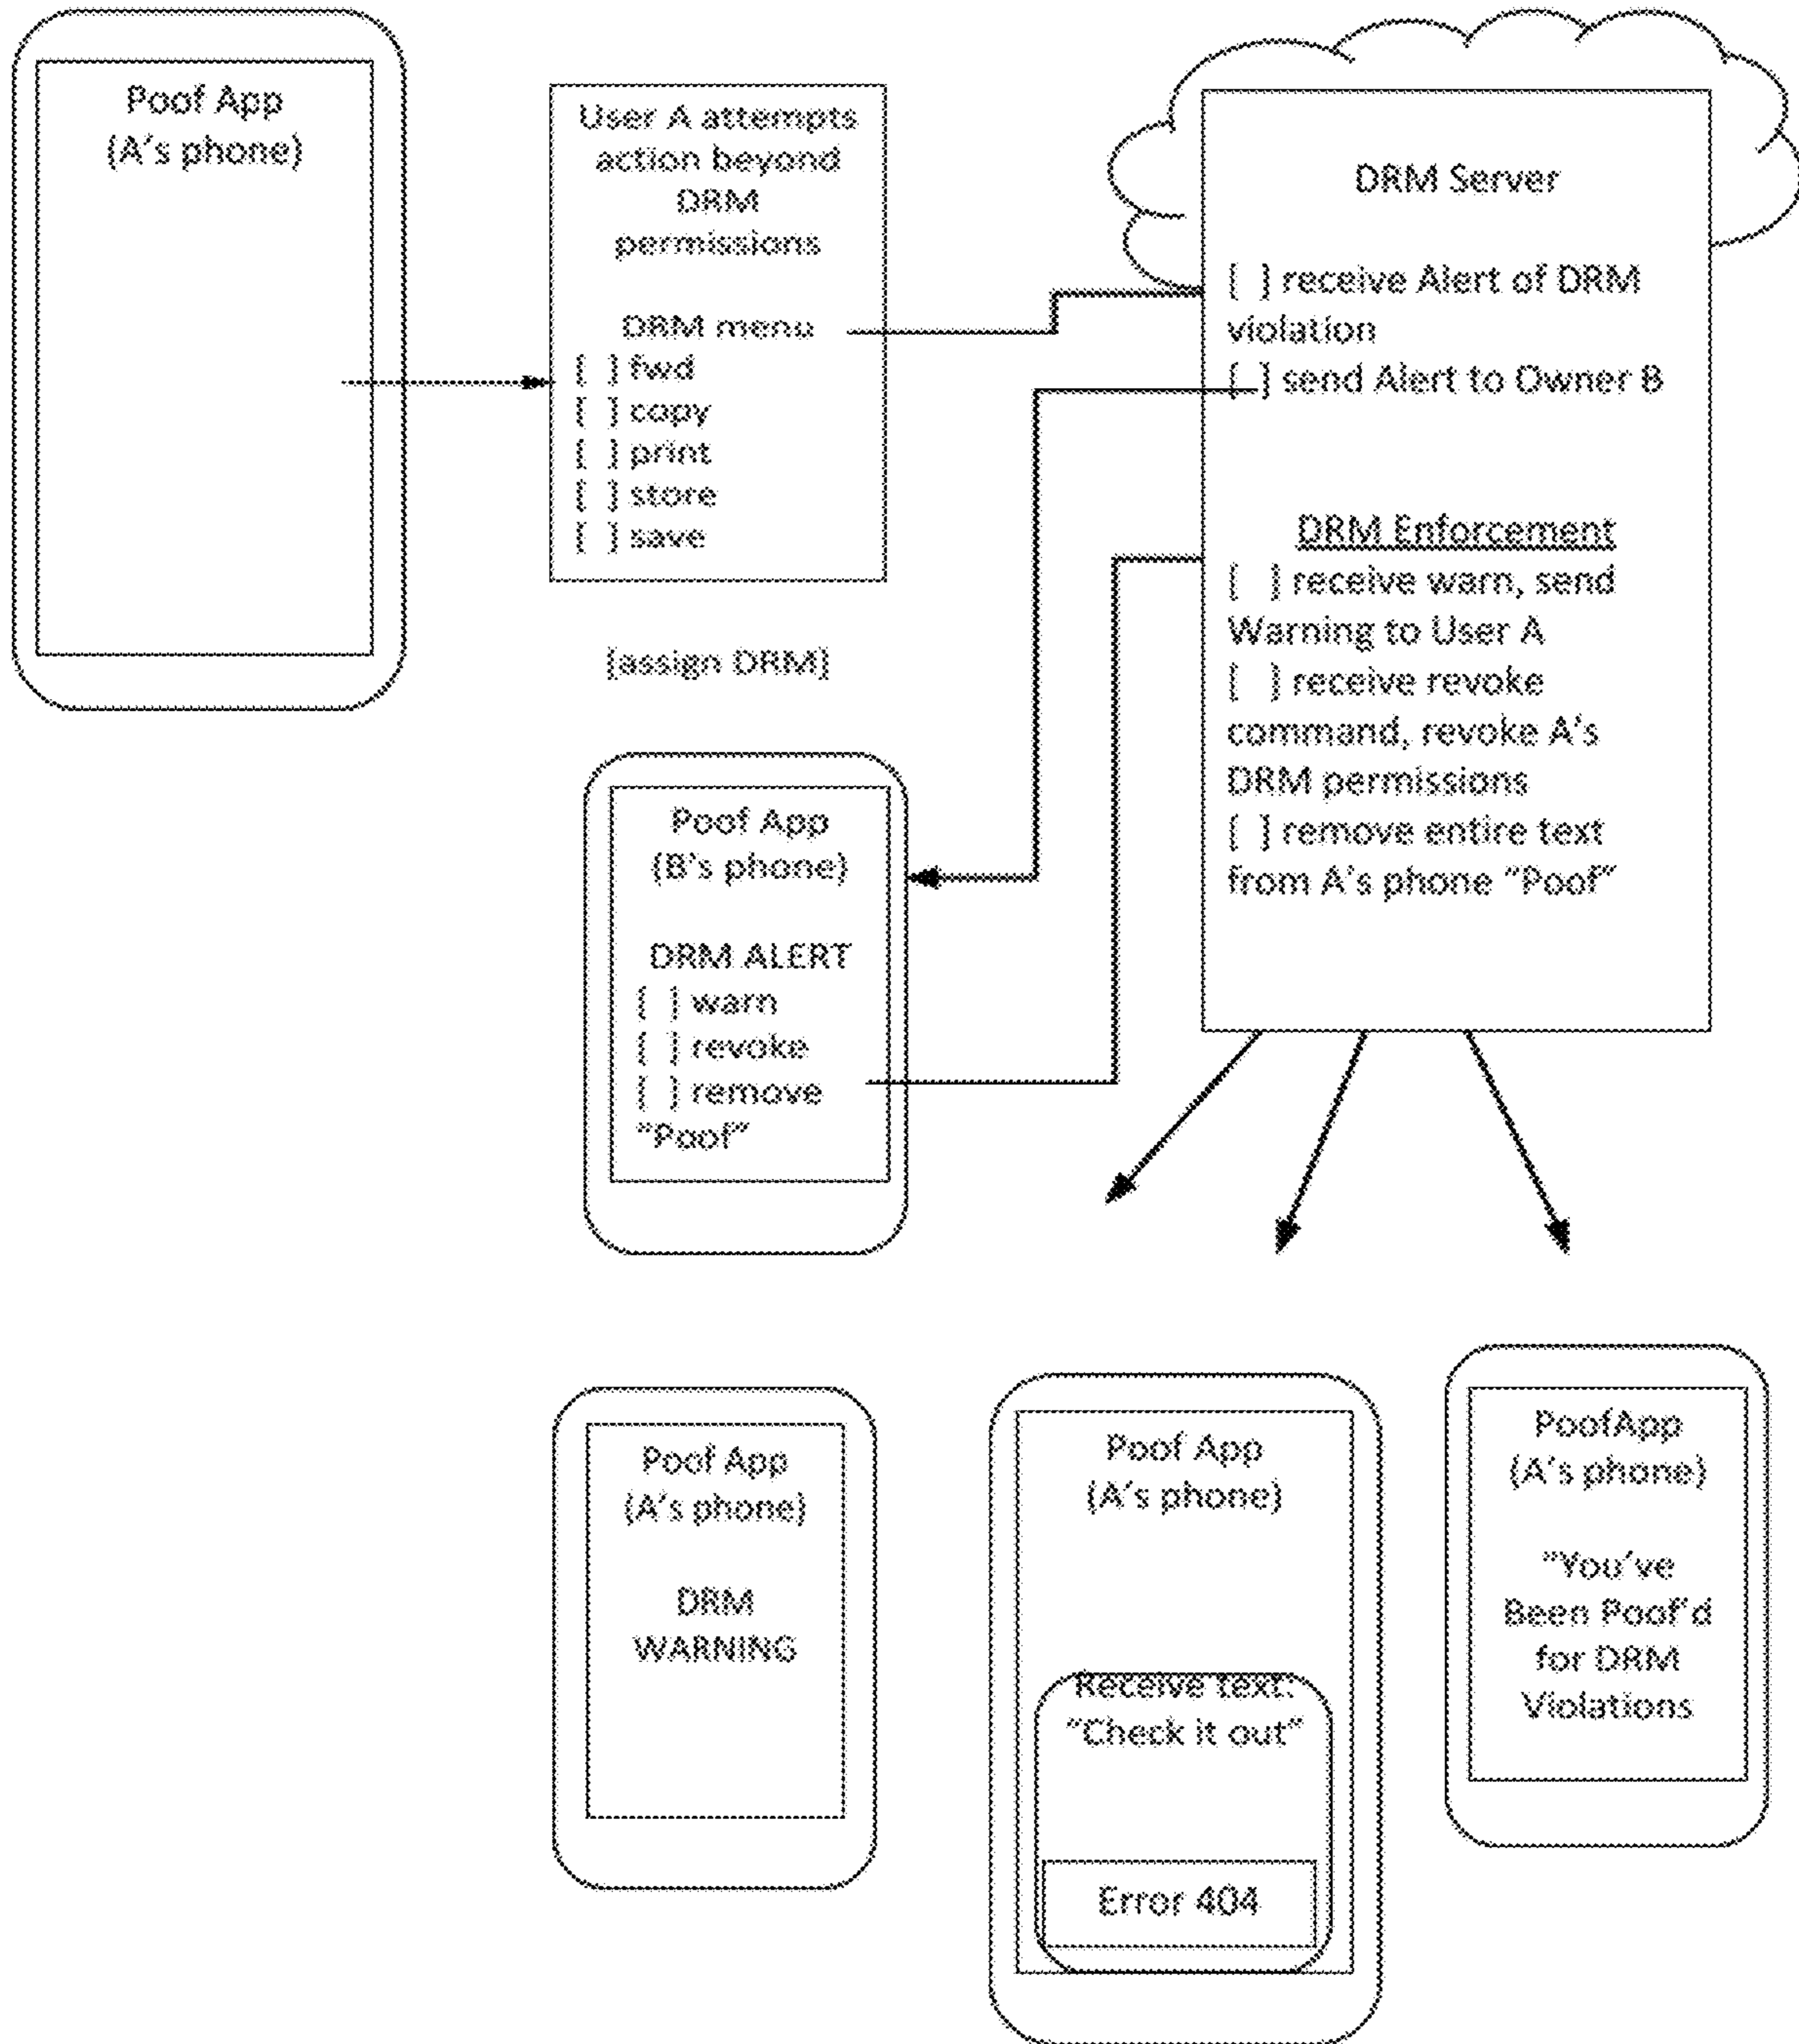 Poof App
(A's phone)
User A attempts
action beyond
DRM
permissions
DRM menu
[ ] fwd
[ ] copy
[ ] print
[ ] store
[ ] save
[assign DRM]
DRM Server
[ ] receive Alert of DRM
violation
[ ] send Alert to Owner B
DRM Enforcement
[ ] receive warn, send
Warning to User A
[ ] receive revoke
command, revoke A's
DRM permissions
[ ] remove entire text
from A's phone "Poof"
Poof App
(B's phone)
DRM ALERT
[ ] warn
[ ] revoke
[ ] remove
"Poof"
Poof App
(A's phone)
DRM
WARNING
Poof App
(A's phone)
Receive text:
"Check it out"
Error 404
PoofApp
(A's phone)
"You've
Been Poof'd
for DRM
Violations